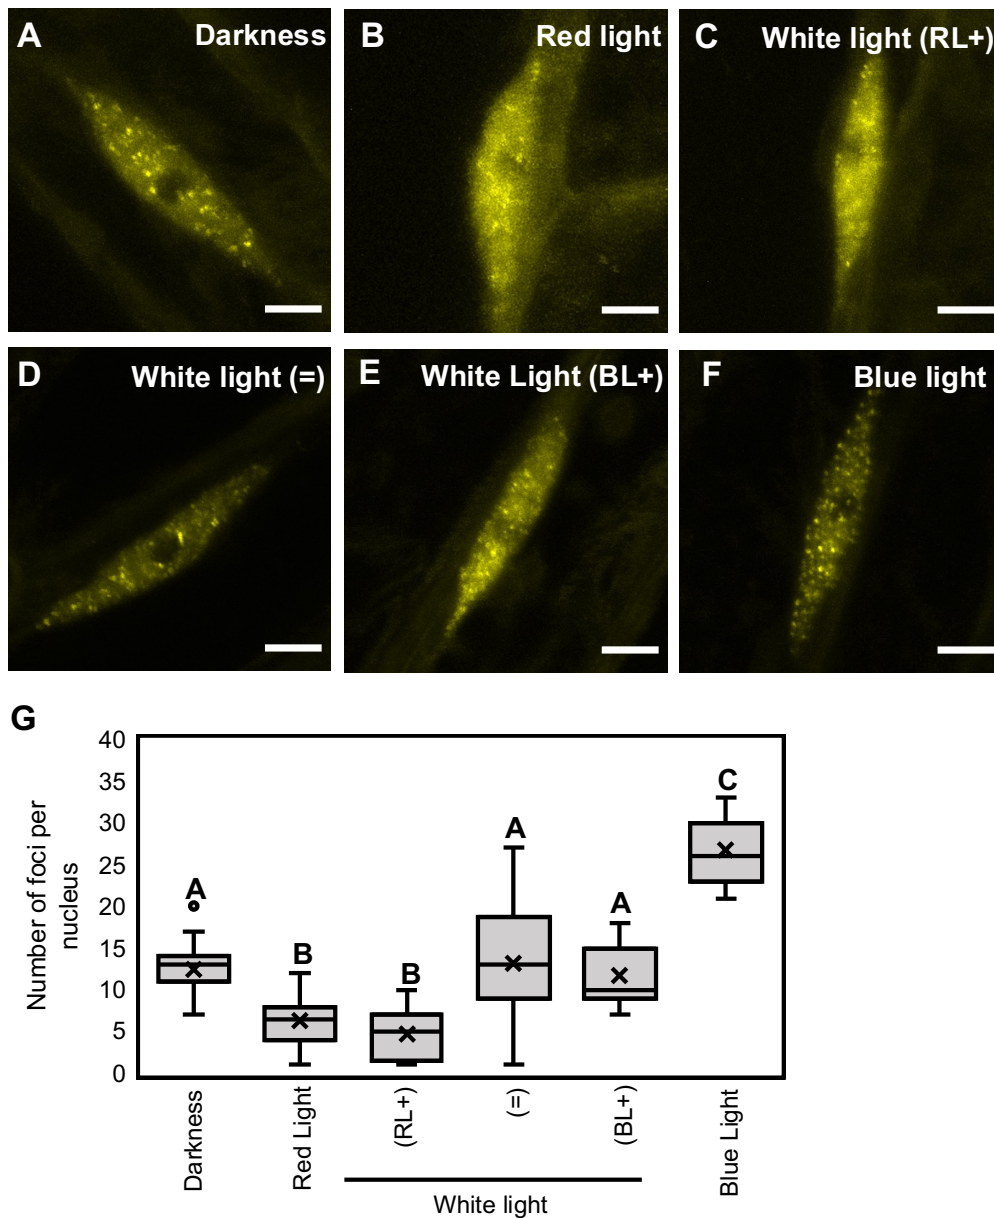 A
Darkness
B
Red light
C
White light (RL+)
D
White light (=)
E
White Light (BL+)
F
Blue light
G
Number of foci per
nucleus
40
35
30
25
20
15
10
5
0
A
B
B
A
A
C
Darkness
Red Light
(RL+)
(=)
(BL+)
Blue Light
White light